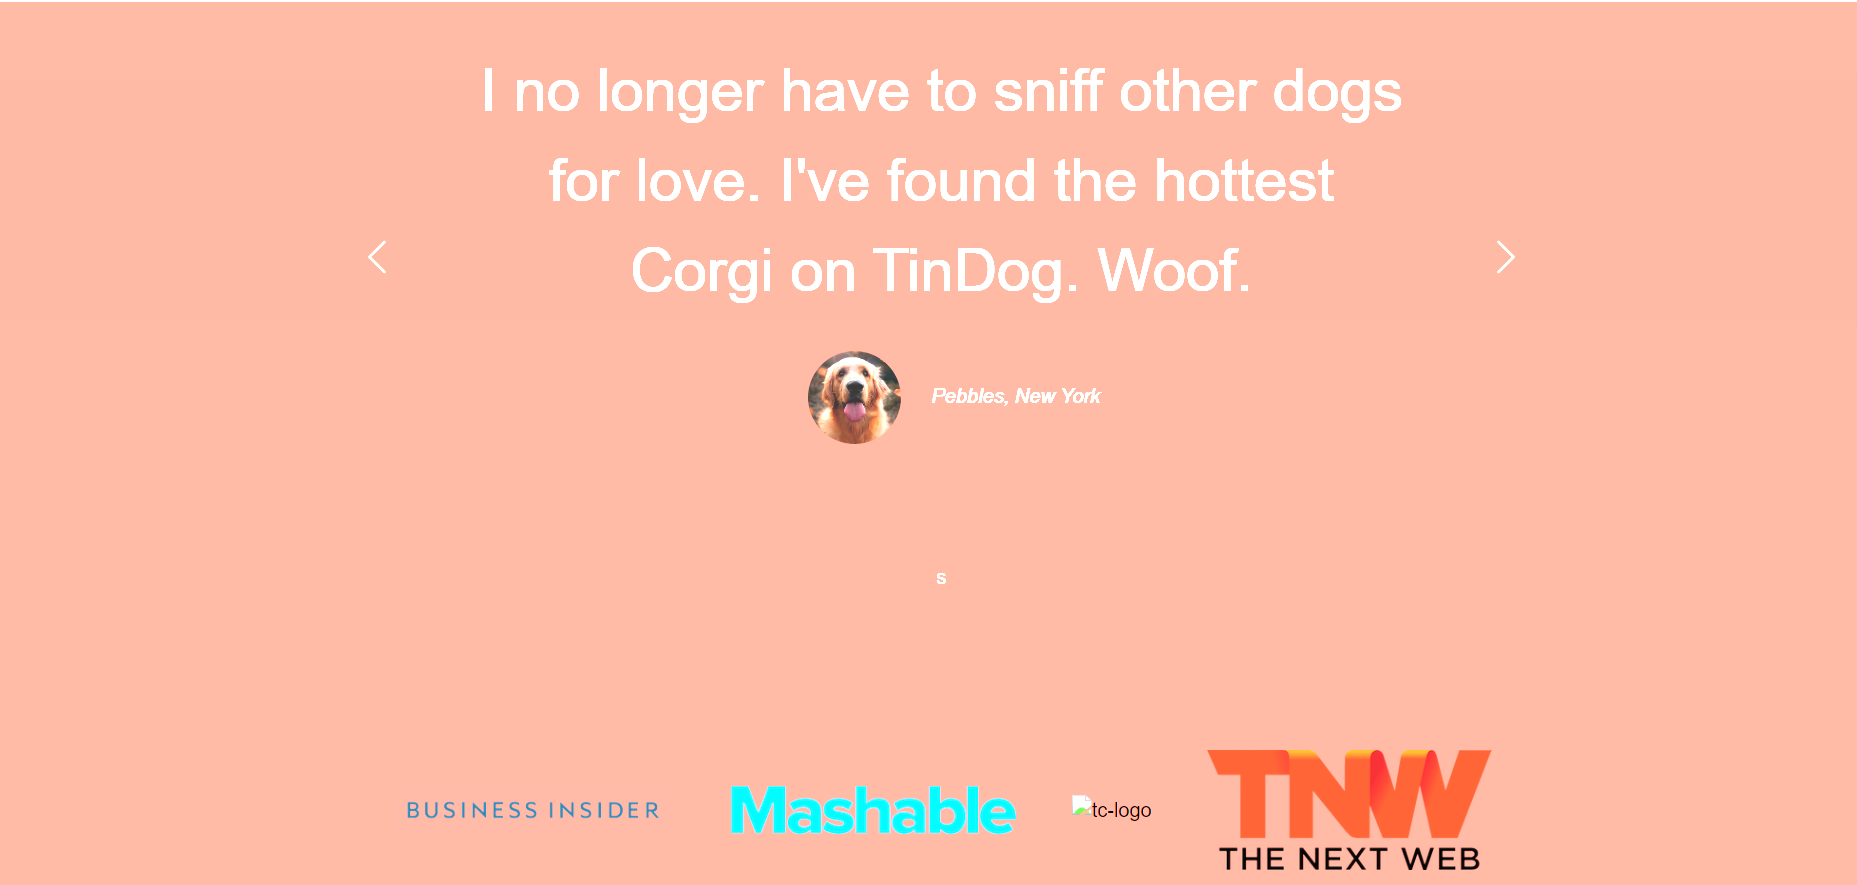 I no longer have to sniff other dogs
for love. I've found the hottest
Corgi on TinDog. Woof.
Pebbles, New York
s
BUSINESS INSIDER
Mashable
tc-logo
TNW
THE NEXT WEB